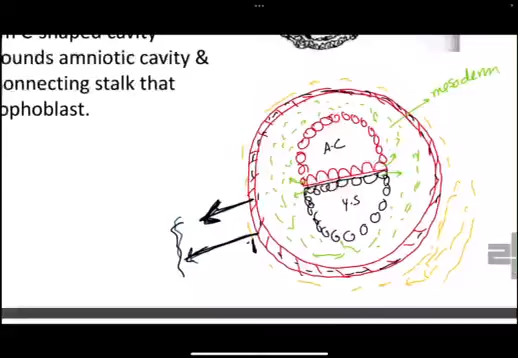 ounds amniotic cavity &
onnecting stalk that
ophoblast.
mesoderm
A.C
Y.S